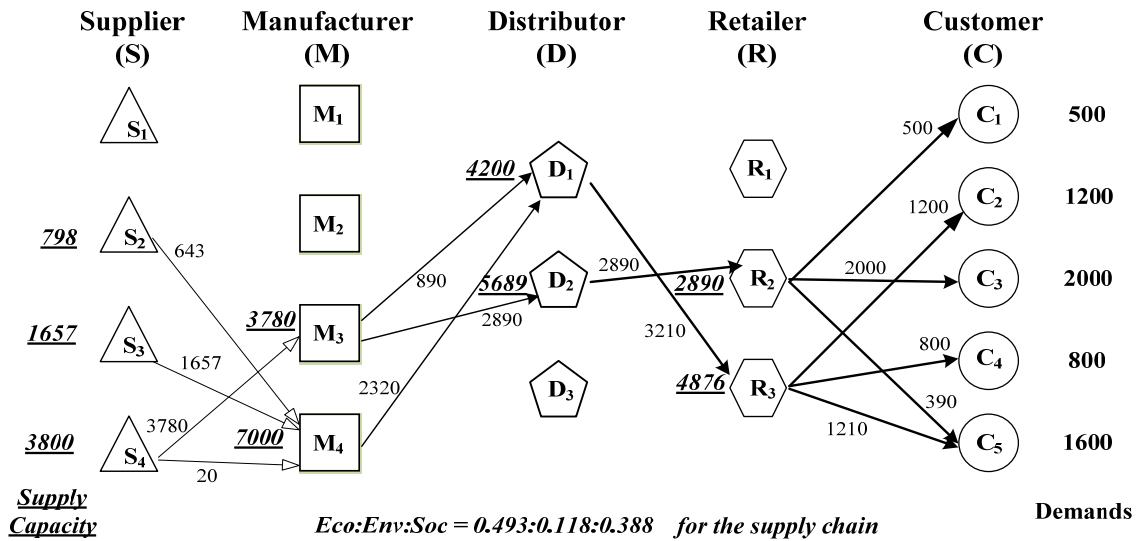 Supplier Manufacturer Distributor Retailer Customer
(S) (M) (D) (R) (C)
S1 M1 C1 500
500
4200 D1 R1
C2 1200
1200
M2
798 S2 643
2890 2000
890 5689 D2 2890 R2 C3 2000
3780 M3 2890
1657 S3 3210
1657 800 C4 800
2320 D3 4876 R3
3780 390
3800 S4 7000 M4 1210 C5 1600
20
Supply
Capacity Demands
Eco:Env:Soc = 0.493:0.118:0.388 for the supply chain